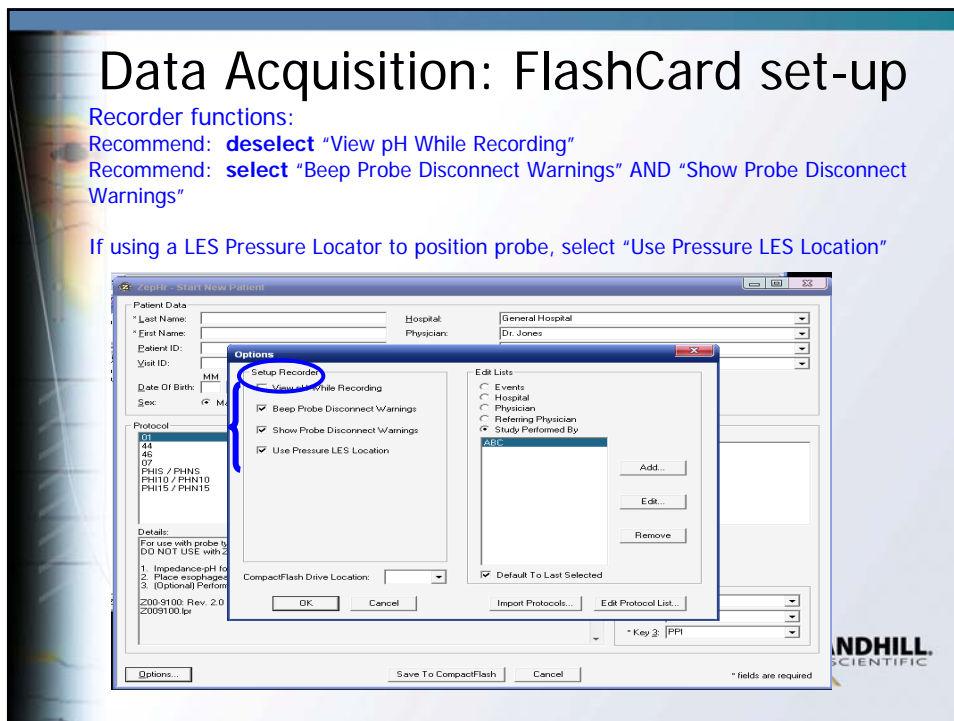 Data Acquisition: FlashCard set-up
Recorder functions:
Recommend: deselect “View pH While Recording”
Recommend: select “Beep Probe Disconnect Warnings” AND “Show Probe Disconnect
Warnings”
If using a LES Pressure Locator to position probe, select “Use Pressure LES Location”
ZepHr - Start New Patient
Patient Data
* Last Name:
Hospital:
General Hospital
* First Name:
Physician:
Dr. Jones
Patient ID:
Visit ID:
MM
Date Of Birth:
Sex:
Protocol
01
44
46
07
PHIS / PHNS
PHI10 / PHN10
PHI15 / PHN15
Details:
For use with probe
DO NOT USE with
1. Impedance-pH
2. Place
3. (Optional)
Z00-9100: Rev. 2.0
Z009100.lpr
Options
Setup Recorder
View pH While Recording
Beep Probe Disconnect Warnings
Show Probe Disconnect Warnings
Use Pressure LES Location
CompactFlash Drive Location:
OK
Cancel
Edit Lists
Events
Hospital
Physician
Referring Physician
Study Performed By
ABC
Add...
Edit...
Remove
Default To Last Selected
Import Protocols...
Edit Protocol List...
* Key 3:
PPI
Options...
Save To CompactFlash
Cancel
* fields are required
NDHILL.
SCIENTIFIC